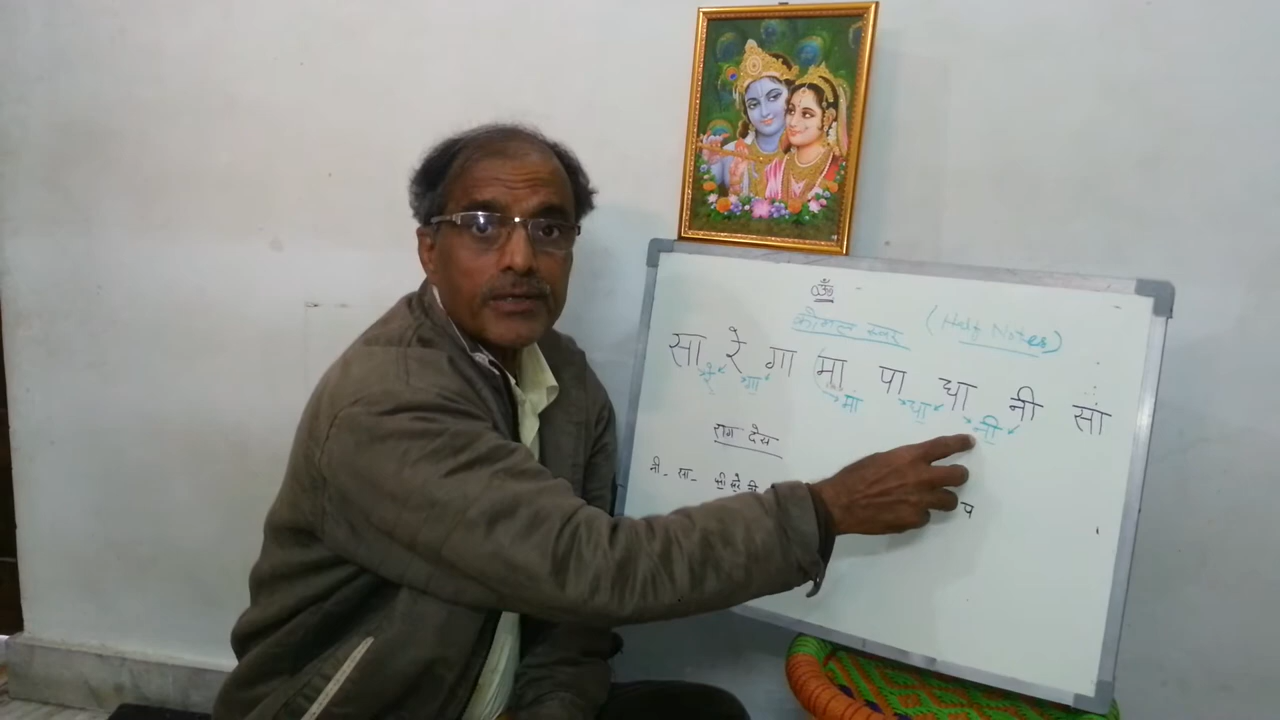 ॐ
कोमल स्वर (Half Notes)
सा रे गा मा पा धा नी सां
रे॒ गा॒ मां धा॒ नी॒
राग देस
नी - सा -
प